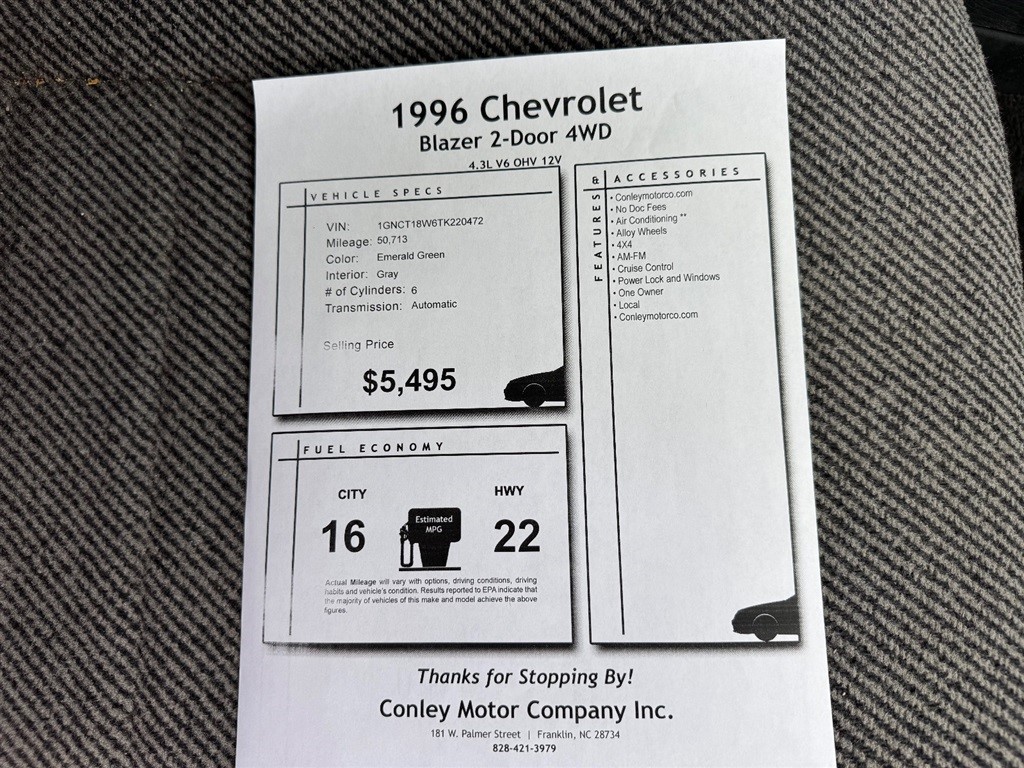 1996 Chevrolet
Blazer 2-Door 4WD
4.3L V6 OHV 12V
VEHICLE SPECS
VIN: 1GNCT18W6TK220472
Mileage: 50,713
Color: Emerald Green
Interior: Gray
# of Cylinders: 6
Transmission: Automatic
Selling Price
$5,495
FEATURES & ACCESSORIES
• Conleymotorco.com
• No Doc Fees
• Air Conditioning **
• Alloy Wheels
• 4X4
• AM-FM
• Cruise Control
• Power Lock and Windows
• One Owner
• Local
• Conleymotorco.com
FUEL ECONOMY
CITY
16
Estimated
MPG
HWY
22
Actual Mileage will vary with options, driving conditions, driving
habits and vehicle's condition. Results reported to EPA indicate that
the majority of vehicles of this make and model achieve the above
figures.
Thanks for Stopping By!
Conley Motor Company Inc.
181 W. Palmer Street | Franklin, NC 28734
828-421-3979